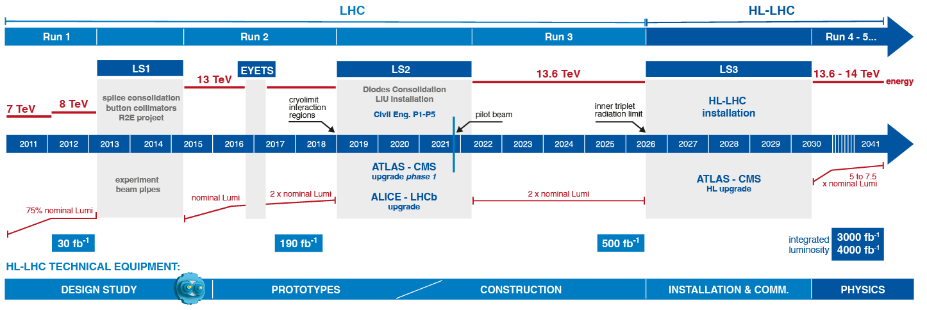 LHC
HL-LHC
Run 1
Run 2
Run 3
Run 4 - 5...
LS1
EYETS
LS2
LS3
13 TeV
13.6 TeV
13.6 - 14 TeV
energy
7 TeV
8 TeV
splice consolidation
button collimators
R2E project
cryolimit
interaction
regions
Diodes Consolidation
LIU Installation
Civil Eng. P1-P5
pilot beam
inner triplet
radiation limit
HL-LHC
installation
2011
2012
2013
2014
2015
2016
2017
2018
2019
2020
2021
2022
2023
2024
2025
2026
2027
2028
2029
2030
2041
experiment
beam pipes
ATLAS - CMS
upgrade phase 1
ALICE - LHCb
upgrade
ATLAS - CMS
HL upgrade
75% nominal Lumi
nominal Lumi
2 x nominal Lumi
2 x nominal Lumi
5 to 7.5
x nominal Lumi
30 fb-1
190 fb-1
500 fb-1
integrated
luminosity
3000 fb-1
4000 fb-1
HL-LHC TECHNICAL EQUIPMENT:
DESIGN STUDY
PROTOTYPES
CONSTRUCTION
INSTALLATION & COMM.
PHYSICS